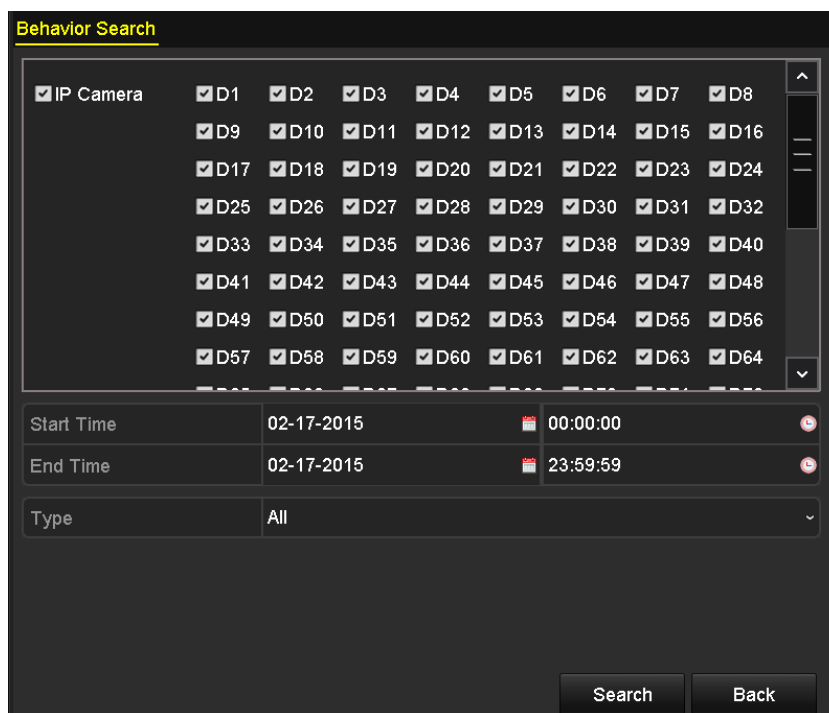 Behavior Search
IP Camera D1 D2 D3 D4 D5 D6 D7 D8
D9 D10 D11 D12 D13 D14 D15 D16
D17 D18 D19 D20 D21 D22 D23 D24
D25 D26 D27 D28 D29 D30 D31 D32
D33 D34 D35 D36 D37 D38 D39 D40
D41 D42 D43 D44 D45 D46 D47 D48
D49 D50 D51 D52 D53 D54 D55 D56
D57 D58 D59 D60 D61 D62 D63 D64
Start Time 02-17-2015 00:00:00
End Time 02-17-2015 23:59:59
Type All
Search Back